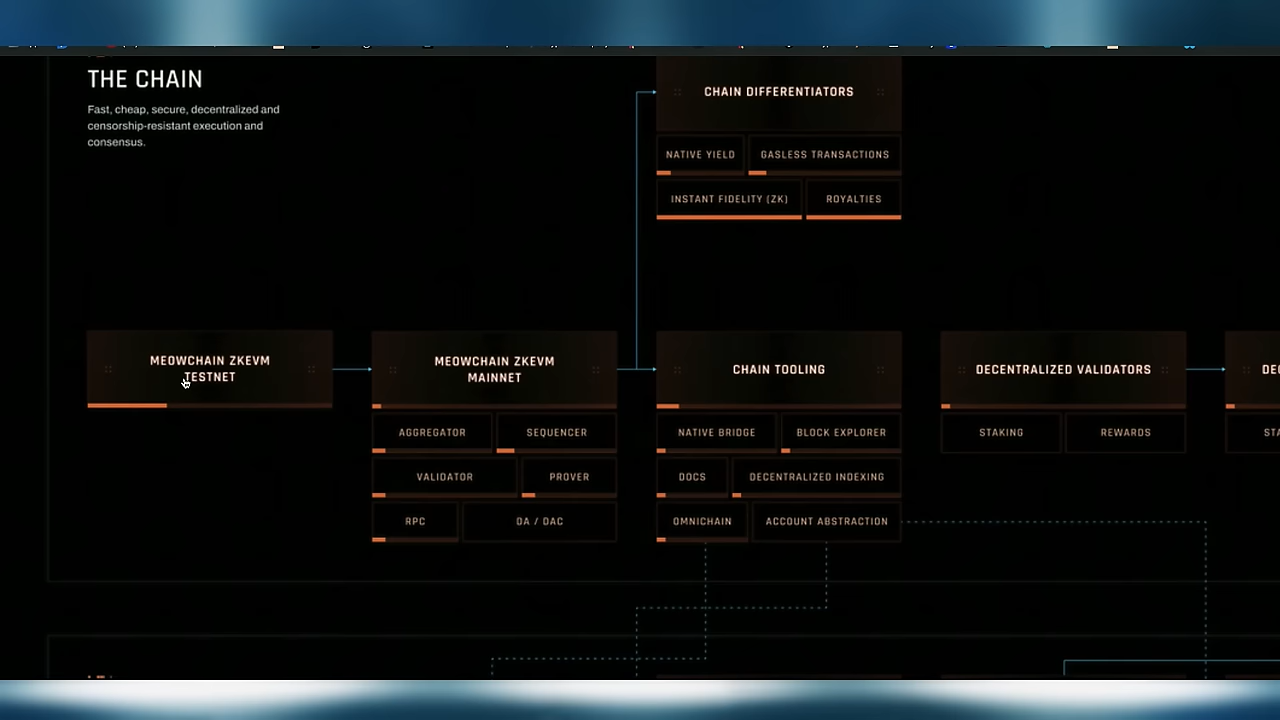 THE CHAIN
Fast, cheap, secure, decentralized and
censorship-resistant execution and
consensus.
CHAIN DIFFERENTIATORS
NATIVE YIELD
GASLESS TRANSACTIONS
INSTANT FIDELITY (ZK)
ROYALTIES
MEOWCHAIN ZKEVM
TESTNET
MEOWCHAIN ZKEVM
MAINNET
AGGREGATOR
SEQUENCER
VALIDATOR
PROVER
RPC
DA / DAC
CHAIN TOOLING
NATIVE BRIDGE
BLOCK EXPLORER
DOCS
DECENTRALIZED INDEXING
OMNICHAIN
ACCOUNT ABSTRACTION
DECENTRALIZED VALIDATORS
STAKING
REWARDS